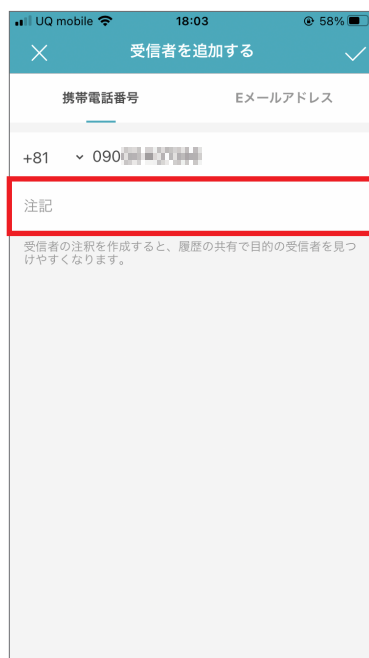 UQ mobile 18:03 58%
受信者を追加する
携帯電話番号 Eメールアドレス
+81 090
注記
受信者の注釈を作成すると、履歴の共有で目的の受信者を見つ
けやすくなります。